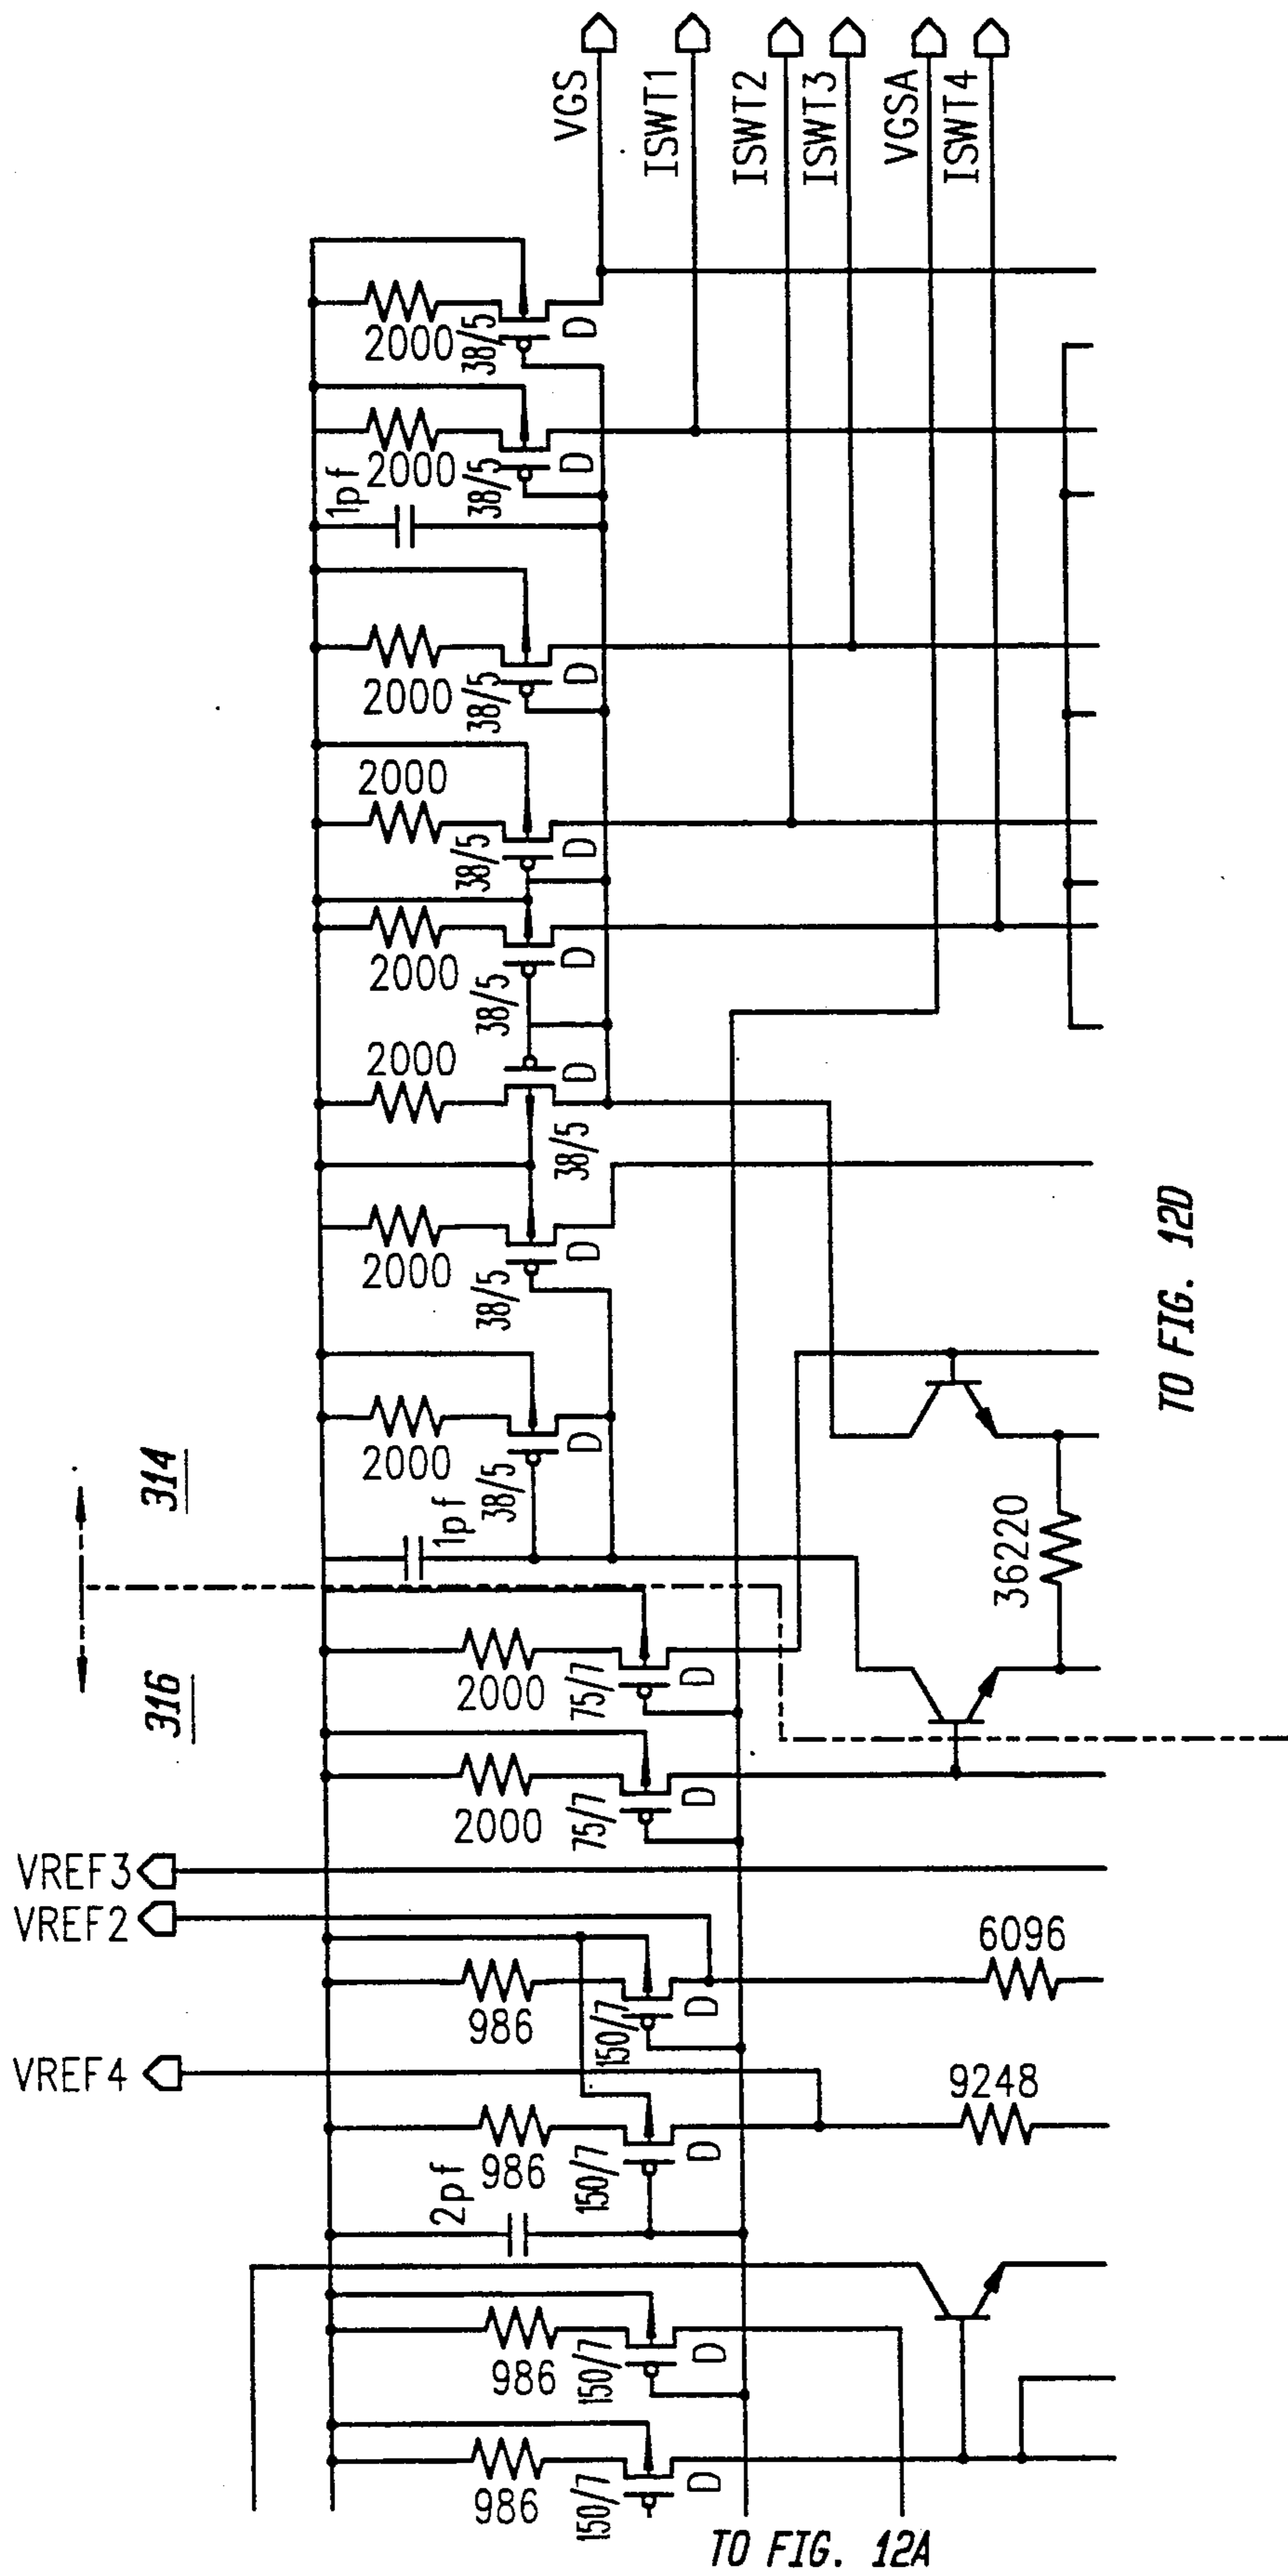 VGS
ISWT1
ISWT2
ISWT3
VGSA
ISWT4
2000
38/5
D
2000
38/5
D
1pf
2000
38/5
D
2000
38/5
D
2000
38/5
D
2000
38/5
D
2000
38/5
D
2000
38/5
D
1pf
314
316
36220
TO FIG. 12D
2000
75/7
D
2000
75/7
D
VREF3
VREF2
986
150/7
D
6096
VREF4
986
150/7
D
9248
2pf
986
150/7
D
986
150/7
D
TO FIG. 12A